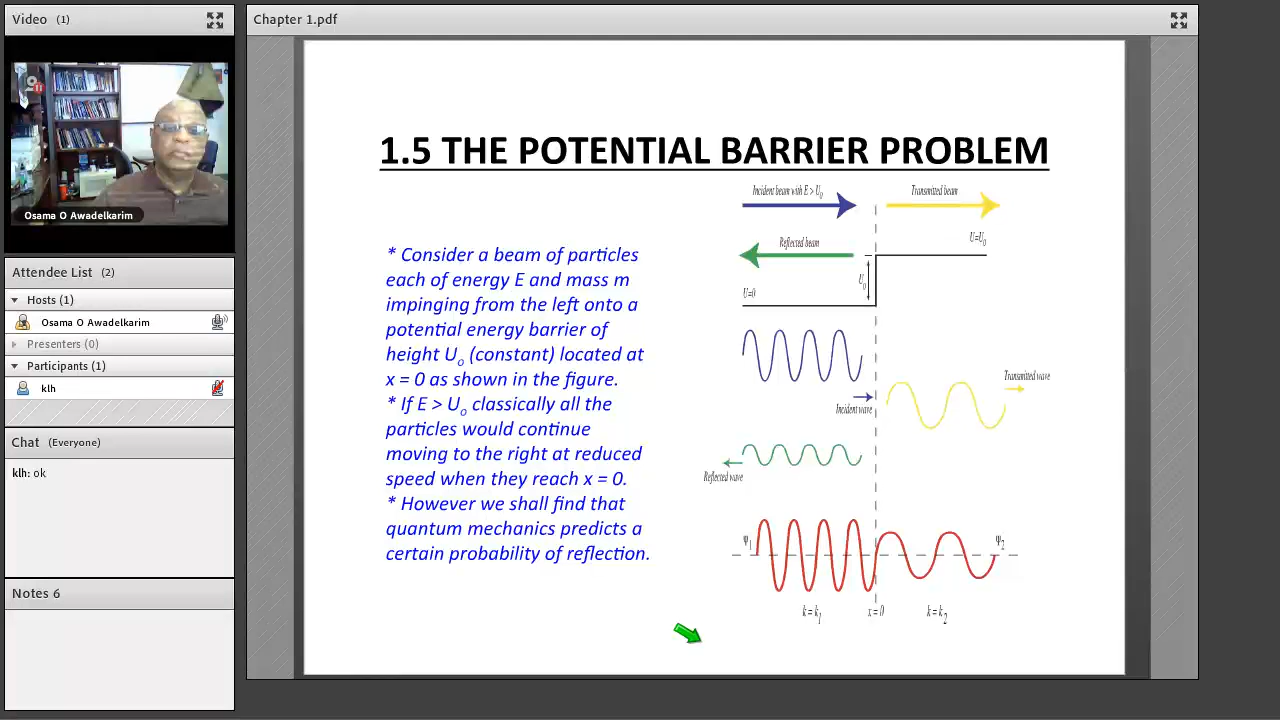 Video (1)
Osama O Awadelkarim
Attendee List (2)
Hosts (1)
Osama O Awadelkarim
Presenters (0)
Participants (1)
klh
Chat (Everyone)
klh: ok
Notes 6
Chapter 1.pdf
1.5 THE POTENTIAL BARRIER PROBLEM
* Consider a beam of particles
each of energy E and mass m
impinging from the left onto a
potential energy barrier of
height Uo (constant) located at
x = 0 as shown in the figure.
* If E > Uo classically all the
particles would continue
moving to the right at reduced
speed when they reach x = 0.
* However we shall find that
quantum mechanics predicts a
certain probability of reflection.
Incident beam with E > U0
Transmitted beam
Reflected beam
U=U0
U0
U=0
Transmitted wave
Incident wave
Reflected wave
Ψ1
Ψ2
k = k1
x = 0
k = k2